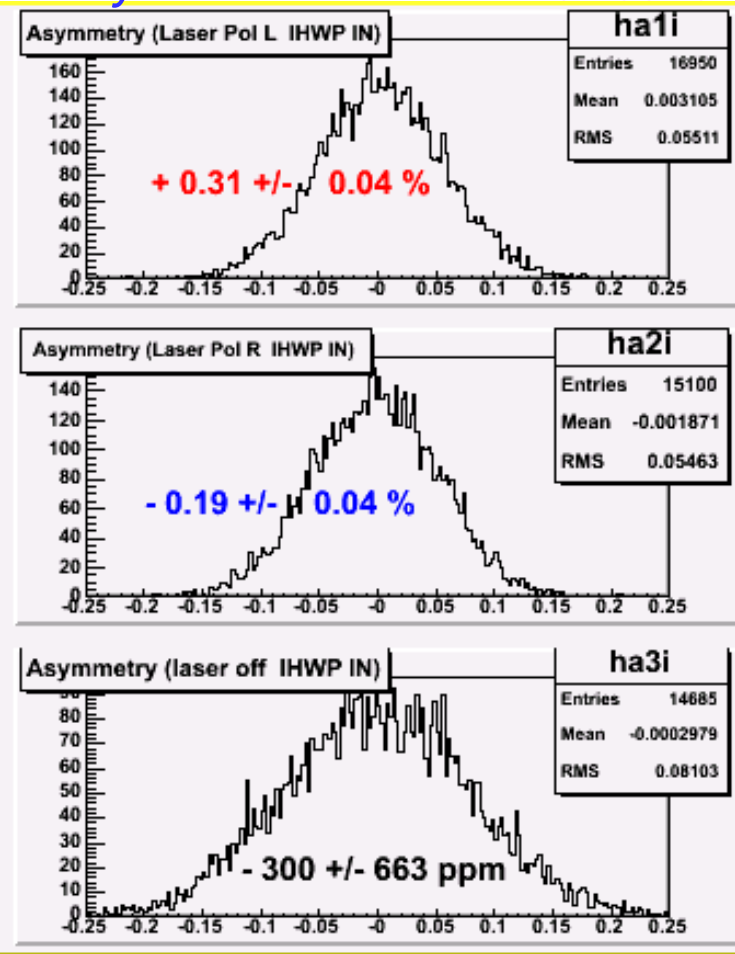 Asymmetry (Laser Pol L IHWP IN)
ha1i
Entries 16950
Mean 0.003105
RMS 0.05511
160
140
120
100
80
60
40
20
0
+ 0.31 +/- 0.04 %
-0.25 -0.2 -0.15 -0.1 -0.05 -0 0.05 0.1 0.15 0.2 0.25
Asymmetry (Laser Pol R IHWP IN)
ha2i
Entries 15100
Mean -0.001871
RMS 0.05463
140
120
100
80
60
40
20
0
- 0.19 +/- 0.04 %
-0.25 -0.2 -0.15 -0.1 -0.05 -0 0.05 0.1 0.15 0.2 0.25
Asymmetry (laser off IHWP IN)
ha3i
Entries 14685
Mean -0.0002979
RMS 0.08103
80
70
60
50
40
30
20
10
0
- 300 +/- 663 ppm
-0.25 -0.2 -0.15 -0.1 -0.05 -0 0.05 0.1 0.15 0.2 0.25